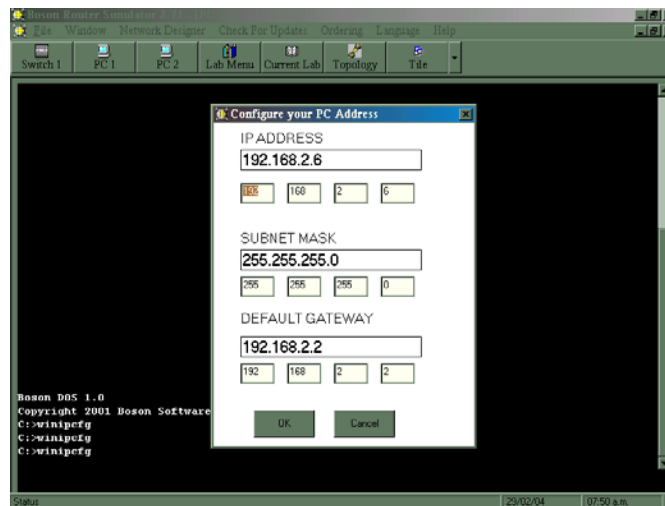 Boson Router Simulator
File Window Network Designer Check For Updates Ordering Language Help
Switch 1 PC 1 PC 2 Lab Menu Current Lab Topology Tile
Configure your PC Address
IP ADDRESS
192.168.2.6
192 168 2 6
SUBNET MASK
255.255.255.0
255 255 255 0
DEFAULT GATEWAY
192.168.2.2
192 168 2 2
OK Cancel
Boson DOS 1.0
Copyright 2001 Boson Software
C:>winipcfg
C:>winipcfg
C:>winipcfg
Status 29/02/04 07:50 a.m.